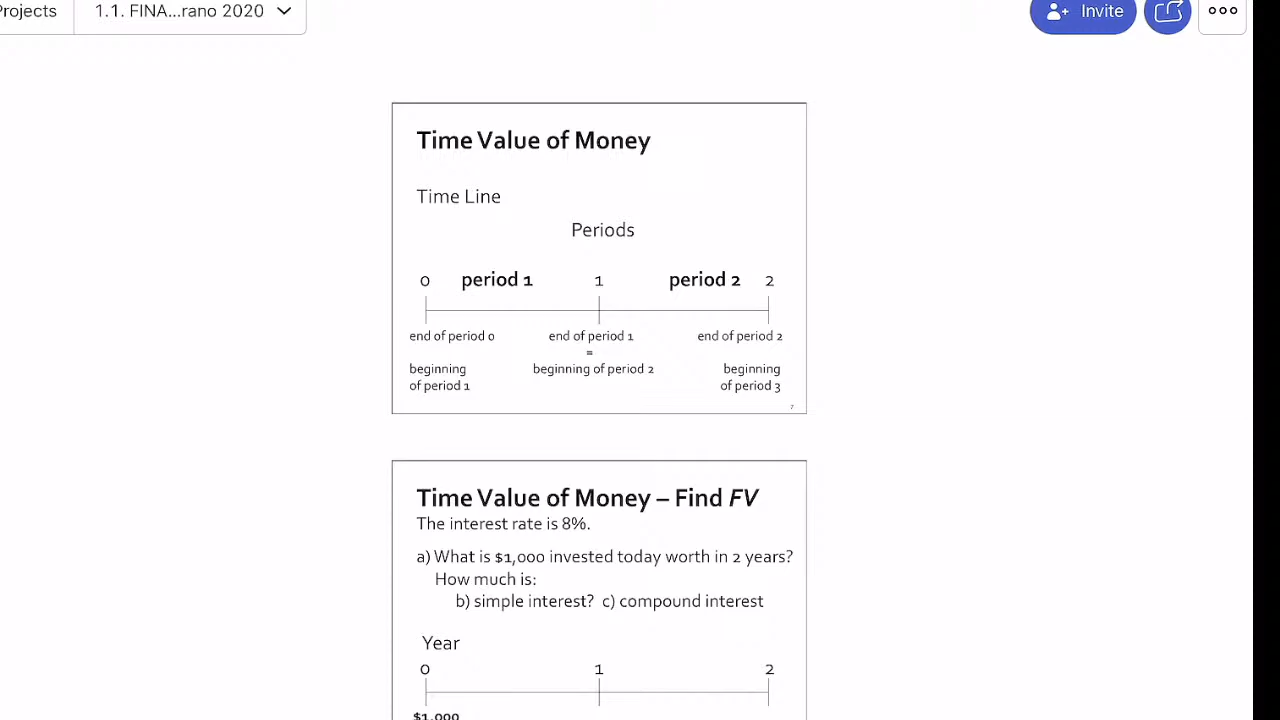 Projects
1.1. FINA...rano 2020
Invite
Time Value of Money
Time Line
Periods
0 period 1 1 period 2 2
end of period 0 end of period 1 end of period 2
=
beginning beginning of period 2 beginning
of period 1 of period 3
7
Time Value of Money – Find FV
The interest rate is 8%.
a) What is $1,000 invested today worth in 2 years?
How much is:
b) simple interest? c) compound interest
Year
0 1 2
$1,000